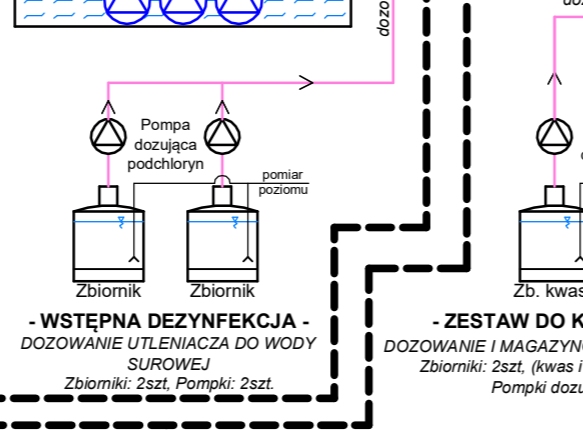 dozo
Pompa
dozująca
podchloryn
pomiar
poziomu
Zbiornik
Zbiornik
- WSTĘPNA DEZYNFEKCJA -
DOZOWANIE UTLENIACZA DO WODY
SUROWEJ
Zbiorniki: 2szt, Pompki: 2szt.
Zb. kwas
- ZESTAW DO K
DOZOWANIE I MAGAZYN
Zbiorniki: 2szt, (kwas i
Pompki dozu